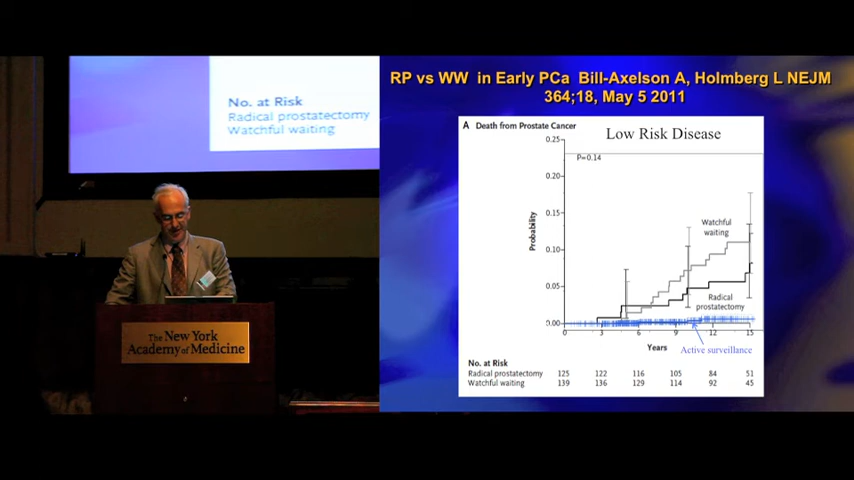 No. at Risk
Radical prostatectomy
Watchful waiting
The New York
Academy of Medicine
RP vs WW in Early PCa Bill-Axelson A, Holmberg L NEJM
364;18, May 5 2011
A Death from Prostate Cancer
Low Risk Disease
P=0.14
0.25
0.20
0.15
0.10
0.05
0.00
Probability
Watchful
waiting
Radical
prostatectomy
0 3 6 9 12 15
Years
Active surveillance
No. at Risk
Radical prostatectomy 125 122 116 105 84 51
Watchful waiting 139 136 129 114 92 45